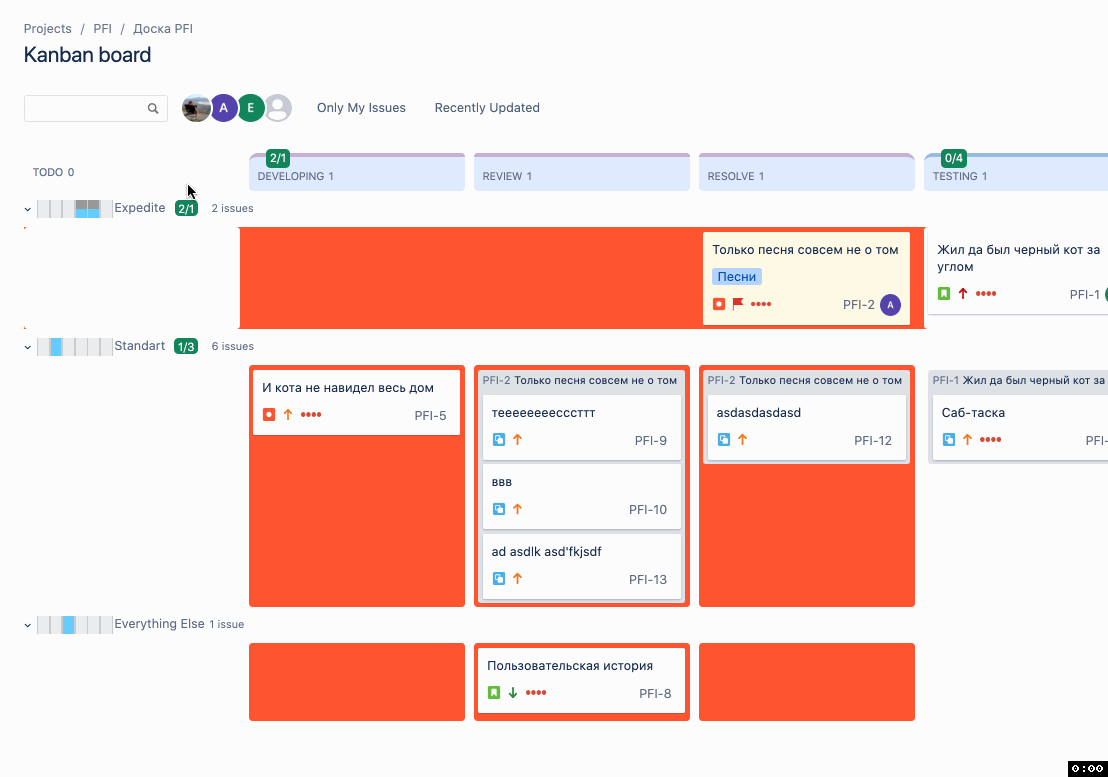 Projects / PFI / Доска PFI
Kanban board
A E Only My Issues Recently Updated
2/1 0/4
TODO 0 DEVELOPING 1 REVIEW 1 RESOLVE 1 TESTING 1
Expedite 2/1 2 issues
Только песня совсем не о том
Песни
PFI-2 A
Жил да был черный кот за
углом
PFI-1
Standart 1/3 6 issues
И кота не навидел весь дом
PFI-5
PFI-2 Только песня совсем не о том
теееееееесссттт
PFI-9
ввв
PFI-10
ad asdlk asd'fkjsdf
PFI-13
PFI-2 Только песня совсем не о том
asdasdasdasd
PFI-12
PFI-1 Жил да был черный кот за
Саб-таска
PFI-
Everything Else 1 issue
Пользовательская история
PFI-8
0:00